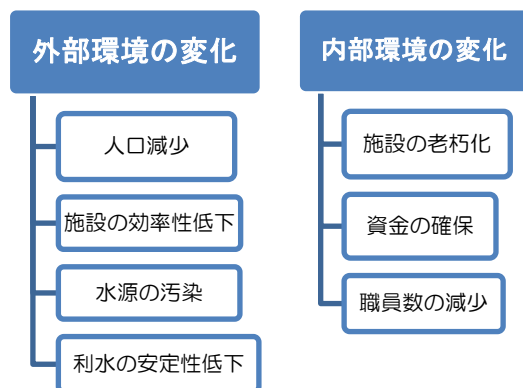 外部環境の変化
人口減少
施設の効率性低下
水源の汚染
利水の安定性低下
内部環境の変化
施設の老朽化
資金の確保
職員数の減少